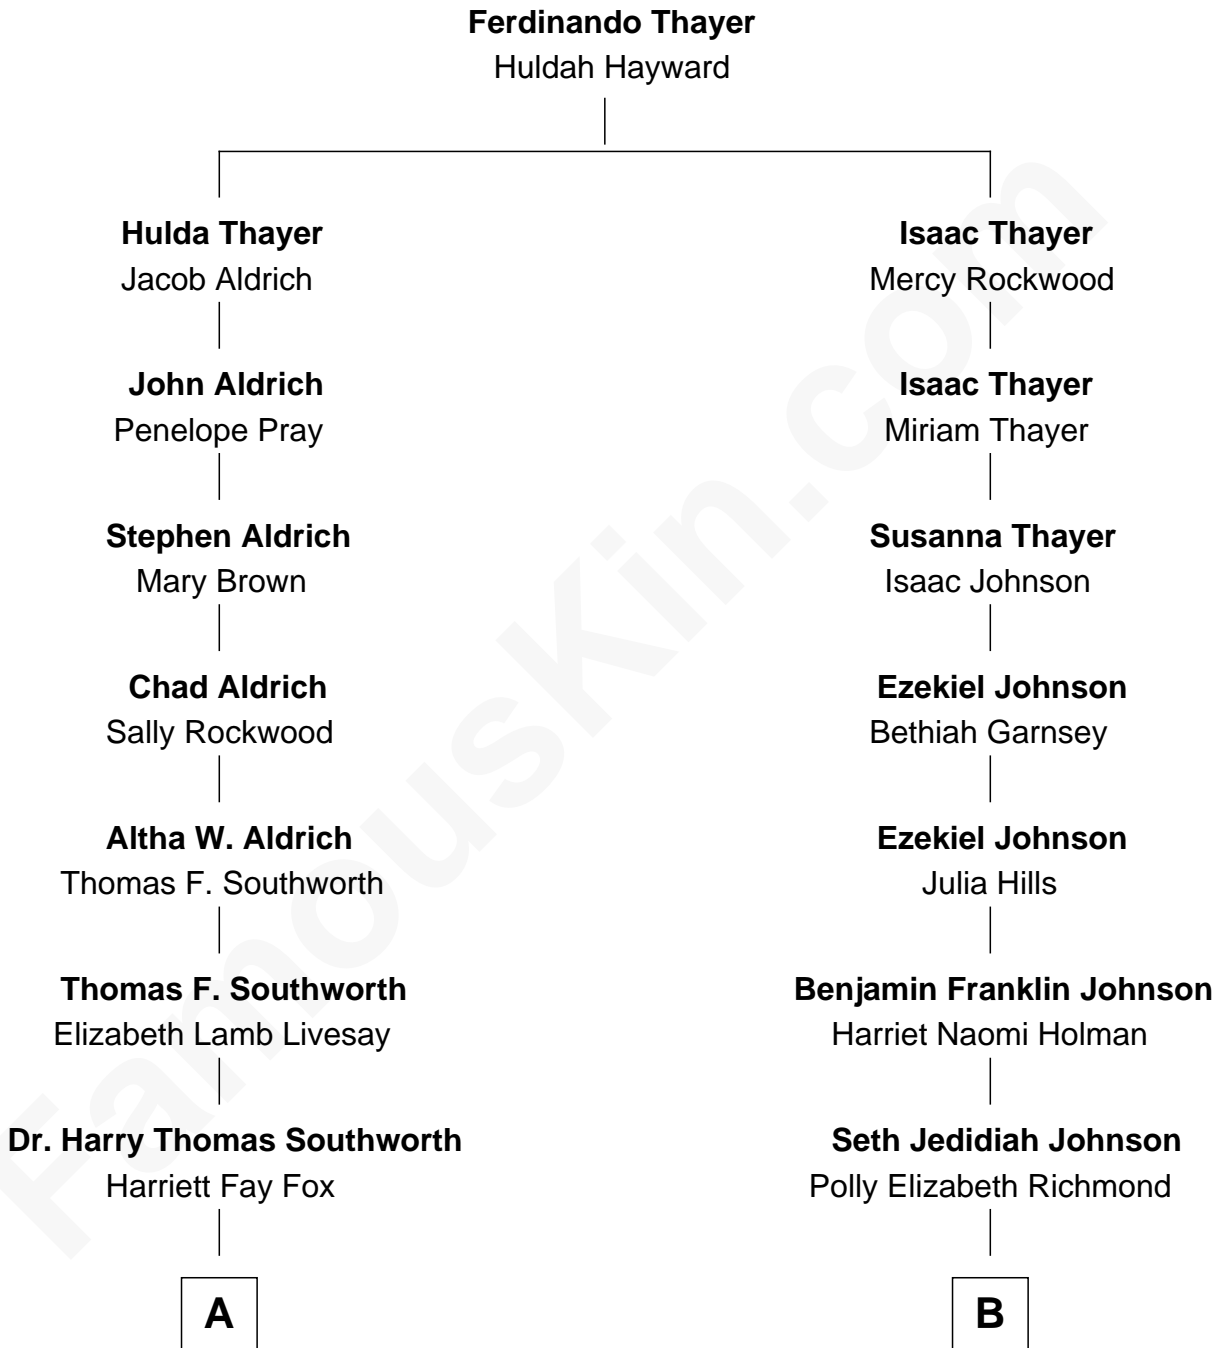 Ferdinando Thayer
Huldah Hayward
Hulda Thayer
Jacob Aldrich
Isaac Thayer
Mercy Rockwood
John Aldrich
Penelope Pray
Isaac Thayer
Miriam Thayer
Stephen Aldrich
Mary Brown
Susanna Thayer
Isaac Johnson
Chad Aldrich
Sally Rockwood
Ezekiel Johnson
Bethiah Garnsey
Altha W. Aldrich
Thomas F. Southworth
Ezekiel Johnson
Julia Hills
Thomas F. Southworth
Elizabeth Lamb Livesay
Benjamin Franklin Johnson
Harriet Naomi Holman
Dr. Harry Thomas Southworth
Harriett Fay Fox
Seth Jedidiah Johnson
Polly Elizabeth Richmond
A
B
FamousKin.com